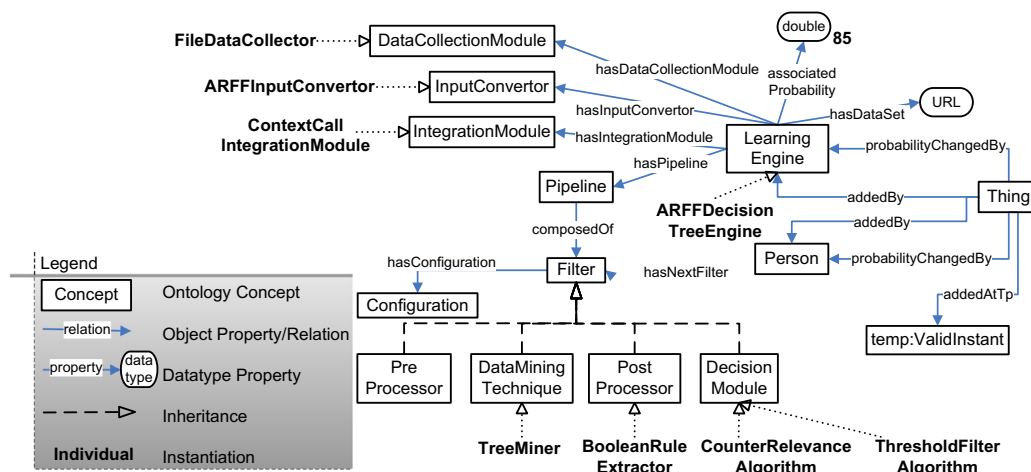 FileDataCollector
DataCollectionModule
double
85
hasDataCollectionModule
associated
Probability
ARFFInputConvertor
InputConvertor
URL
hasInputConvertor
hasDataSet
ContextCall
IntegrationModule
IntegrationModule
hasIntegrationModule
Learning
Engine
probabilityChangedBy
hasPipeline
Pipeline
addedBy
Thing
ARFFDecision
TreeEngine
composedOf
addedBy
Person
probabilityChangedBy
hasConfiguration
Filter
hasNextFilter
Configuration
addedAtTp
temp:ValidInstant
Pre
Processor
DataMining
Technique
Post
Processor
Decision
Module
TreeMiner
BooleanRule
Extractor
CounterRelevance
Algorithm
ThresholdFilter
Algorithm
Legend
Concept
Ontology Concept
relation
Object Property/Relation
property
data
type
Datatype Property
Inheritance
Individual
Instantiation